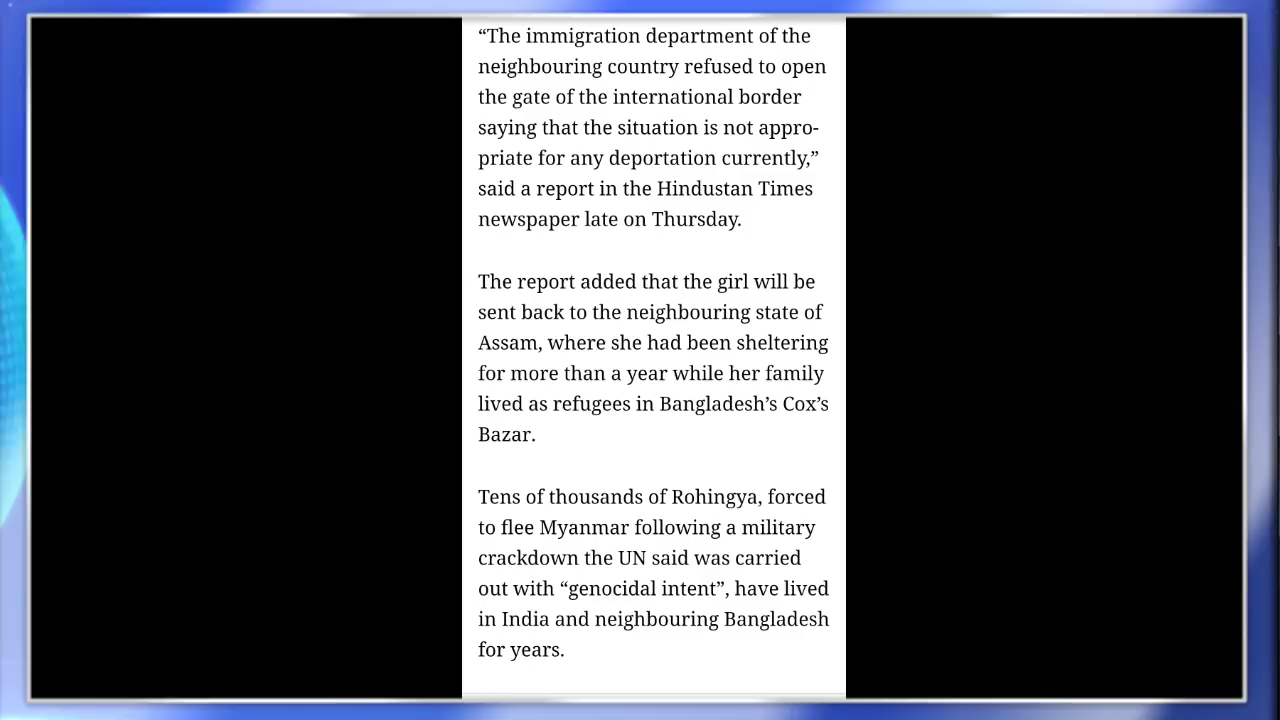 “The immigration department of the
neighbouring country refused to open
the gate of the international border
saying that the situation is not appro-
priate for any deportation currently,”
said a report in the Hindustan Times
newspaper late on Thursday.
The report added that the girl will be
sent back to the neighbouring state of
Assam, where she had been sheltering
for more than a year while her family
lived as refugees in Bangladesh’s Cox’s
Bazar.
Tens of thousands of Rohingya, forced
to flee Myanmar following a military
crackdown the UN said was carried
out with “genocidal intent”, have lived
in India and neighbouring Bangladesh
for years.